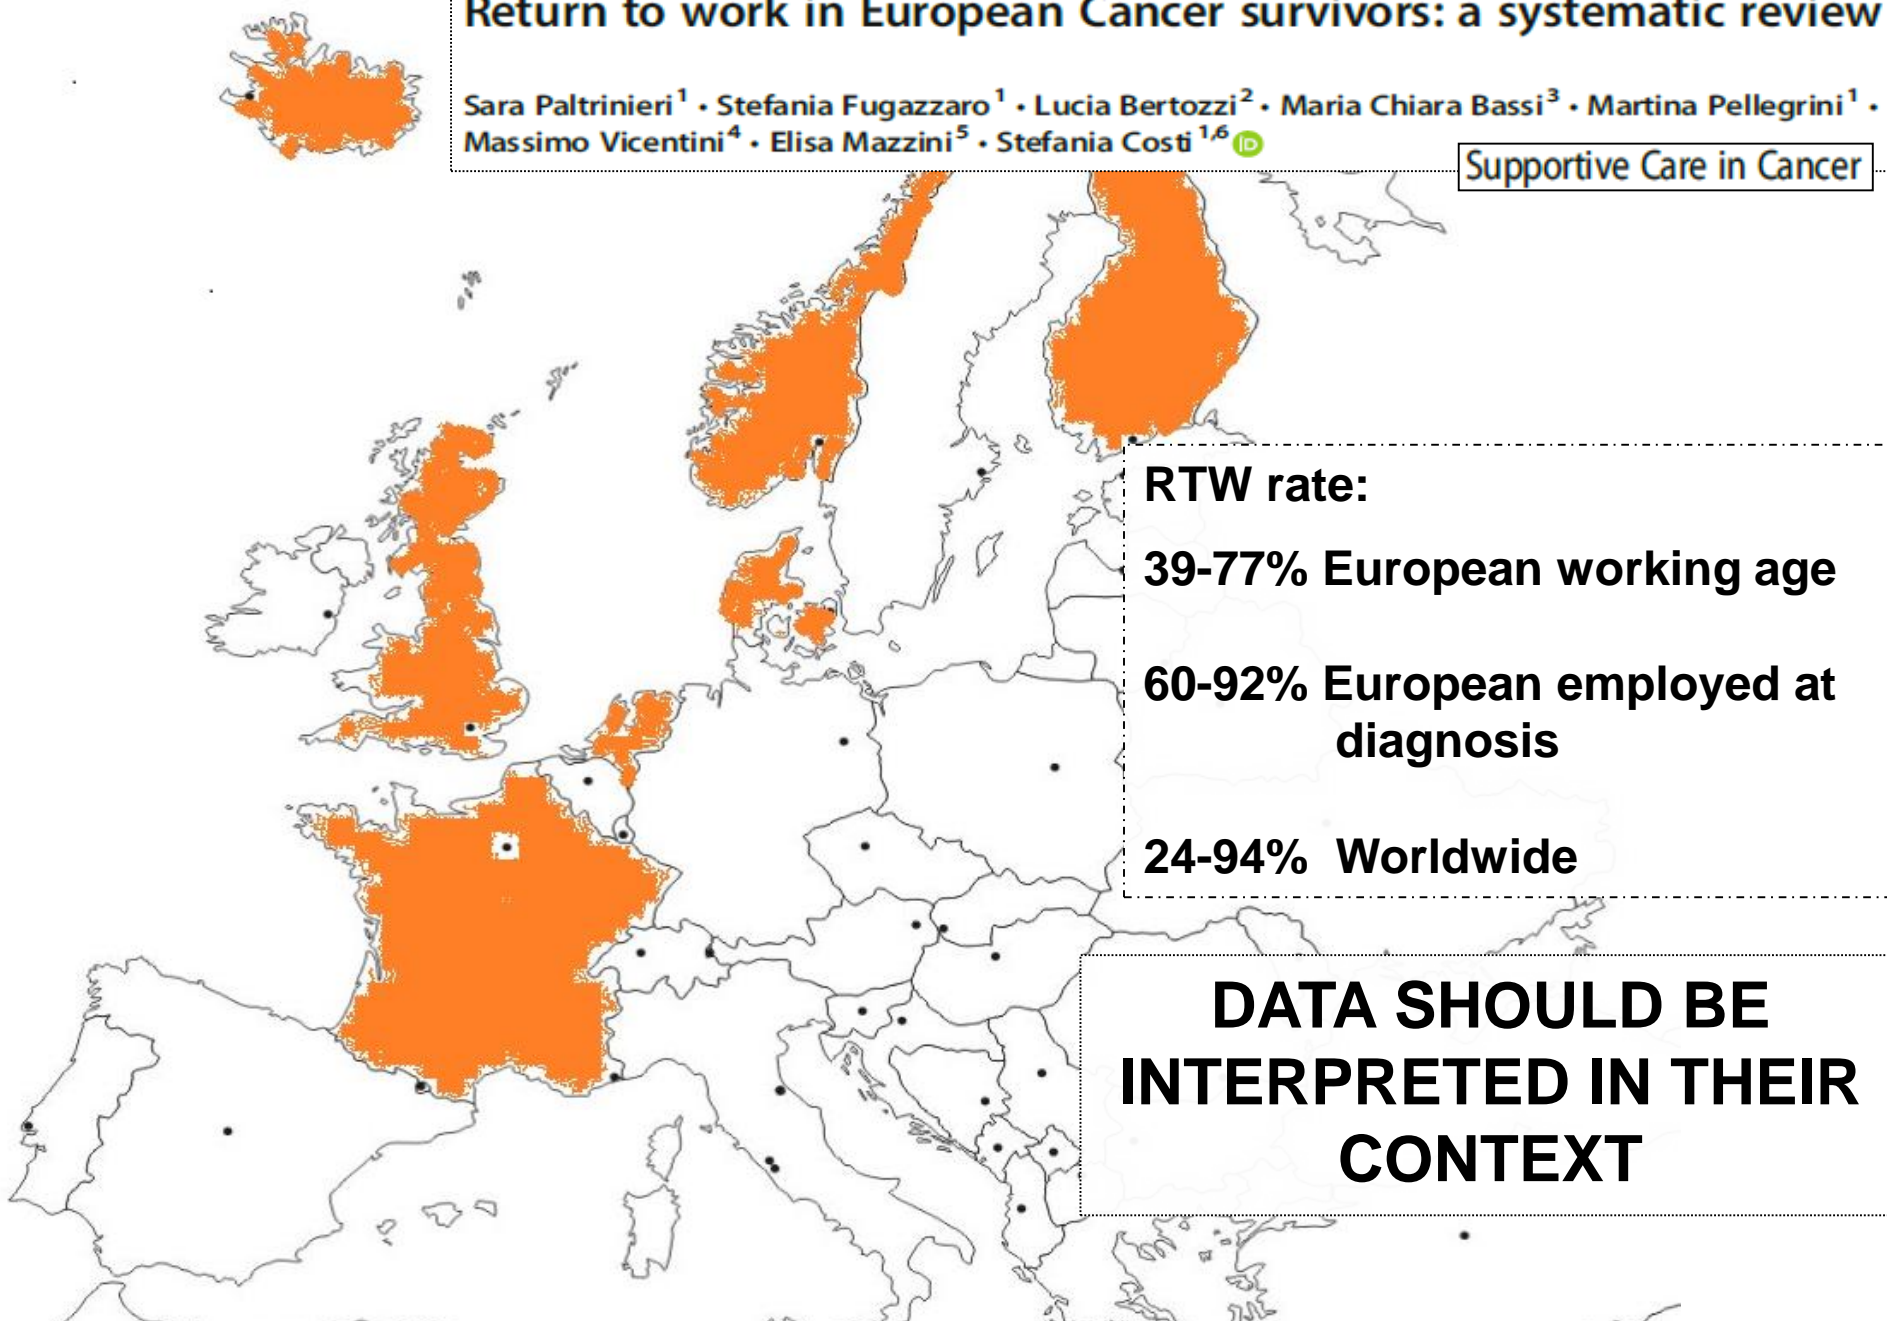 Return to work in European Cancer survivors: a systematic review
Sara Paltrinieri¹ • Stefania Fugazzaro¹ • Lucia Bertozzi² • Maria Chiara Bassi³ • Martina Pellegrini¹ •
Massimo Vicentini⁴ • Elisa Mazzini⁵ • Stefania Costi¹,⁶ iD
Supportive Care in Cancer
RTW rate:
39-77% European working age
60-92% European employed at
diagnosis
24-94% Worldwide
DATA SHOULD BE
INTERPRETED IN THEIR
CONTEXT